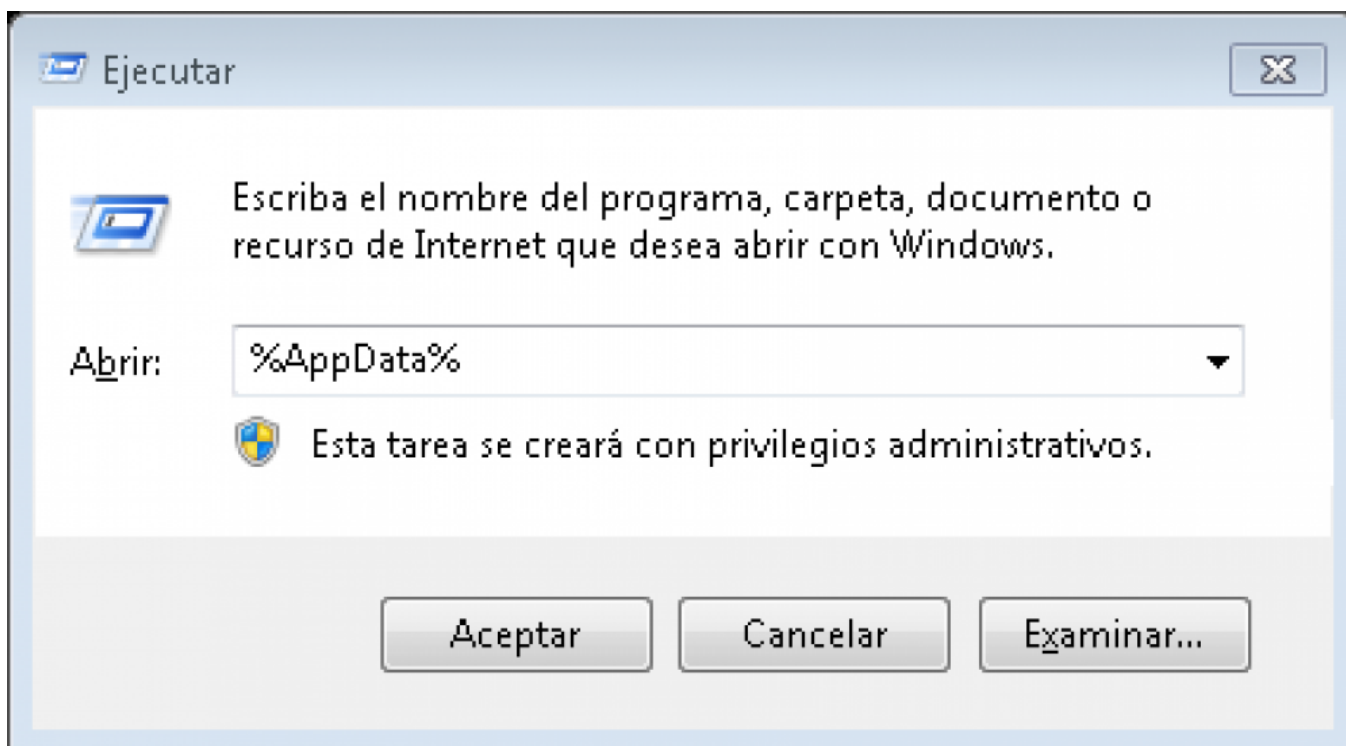 Ejecutar
Escriba el nombre del programa, carpeta, documento o
recurso de Internet que desea abrir con Windows.
Abrir: %AppData%
Esta tarea se creará con privilegios administrativos.
Aceptar Cancelar Examinar...